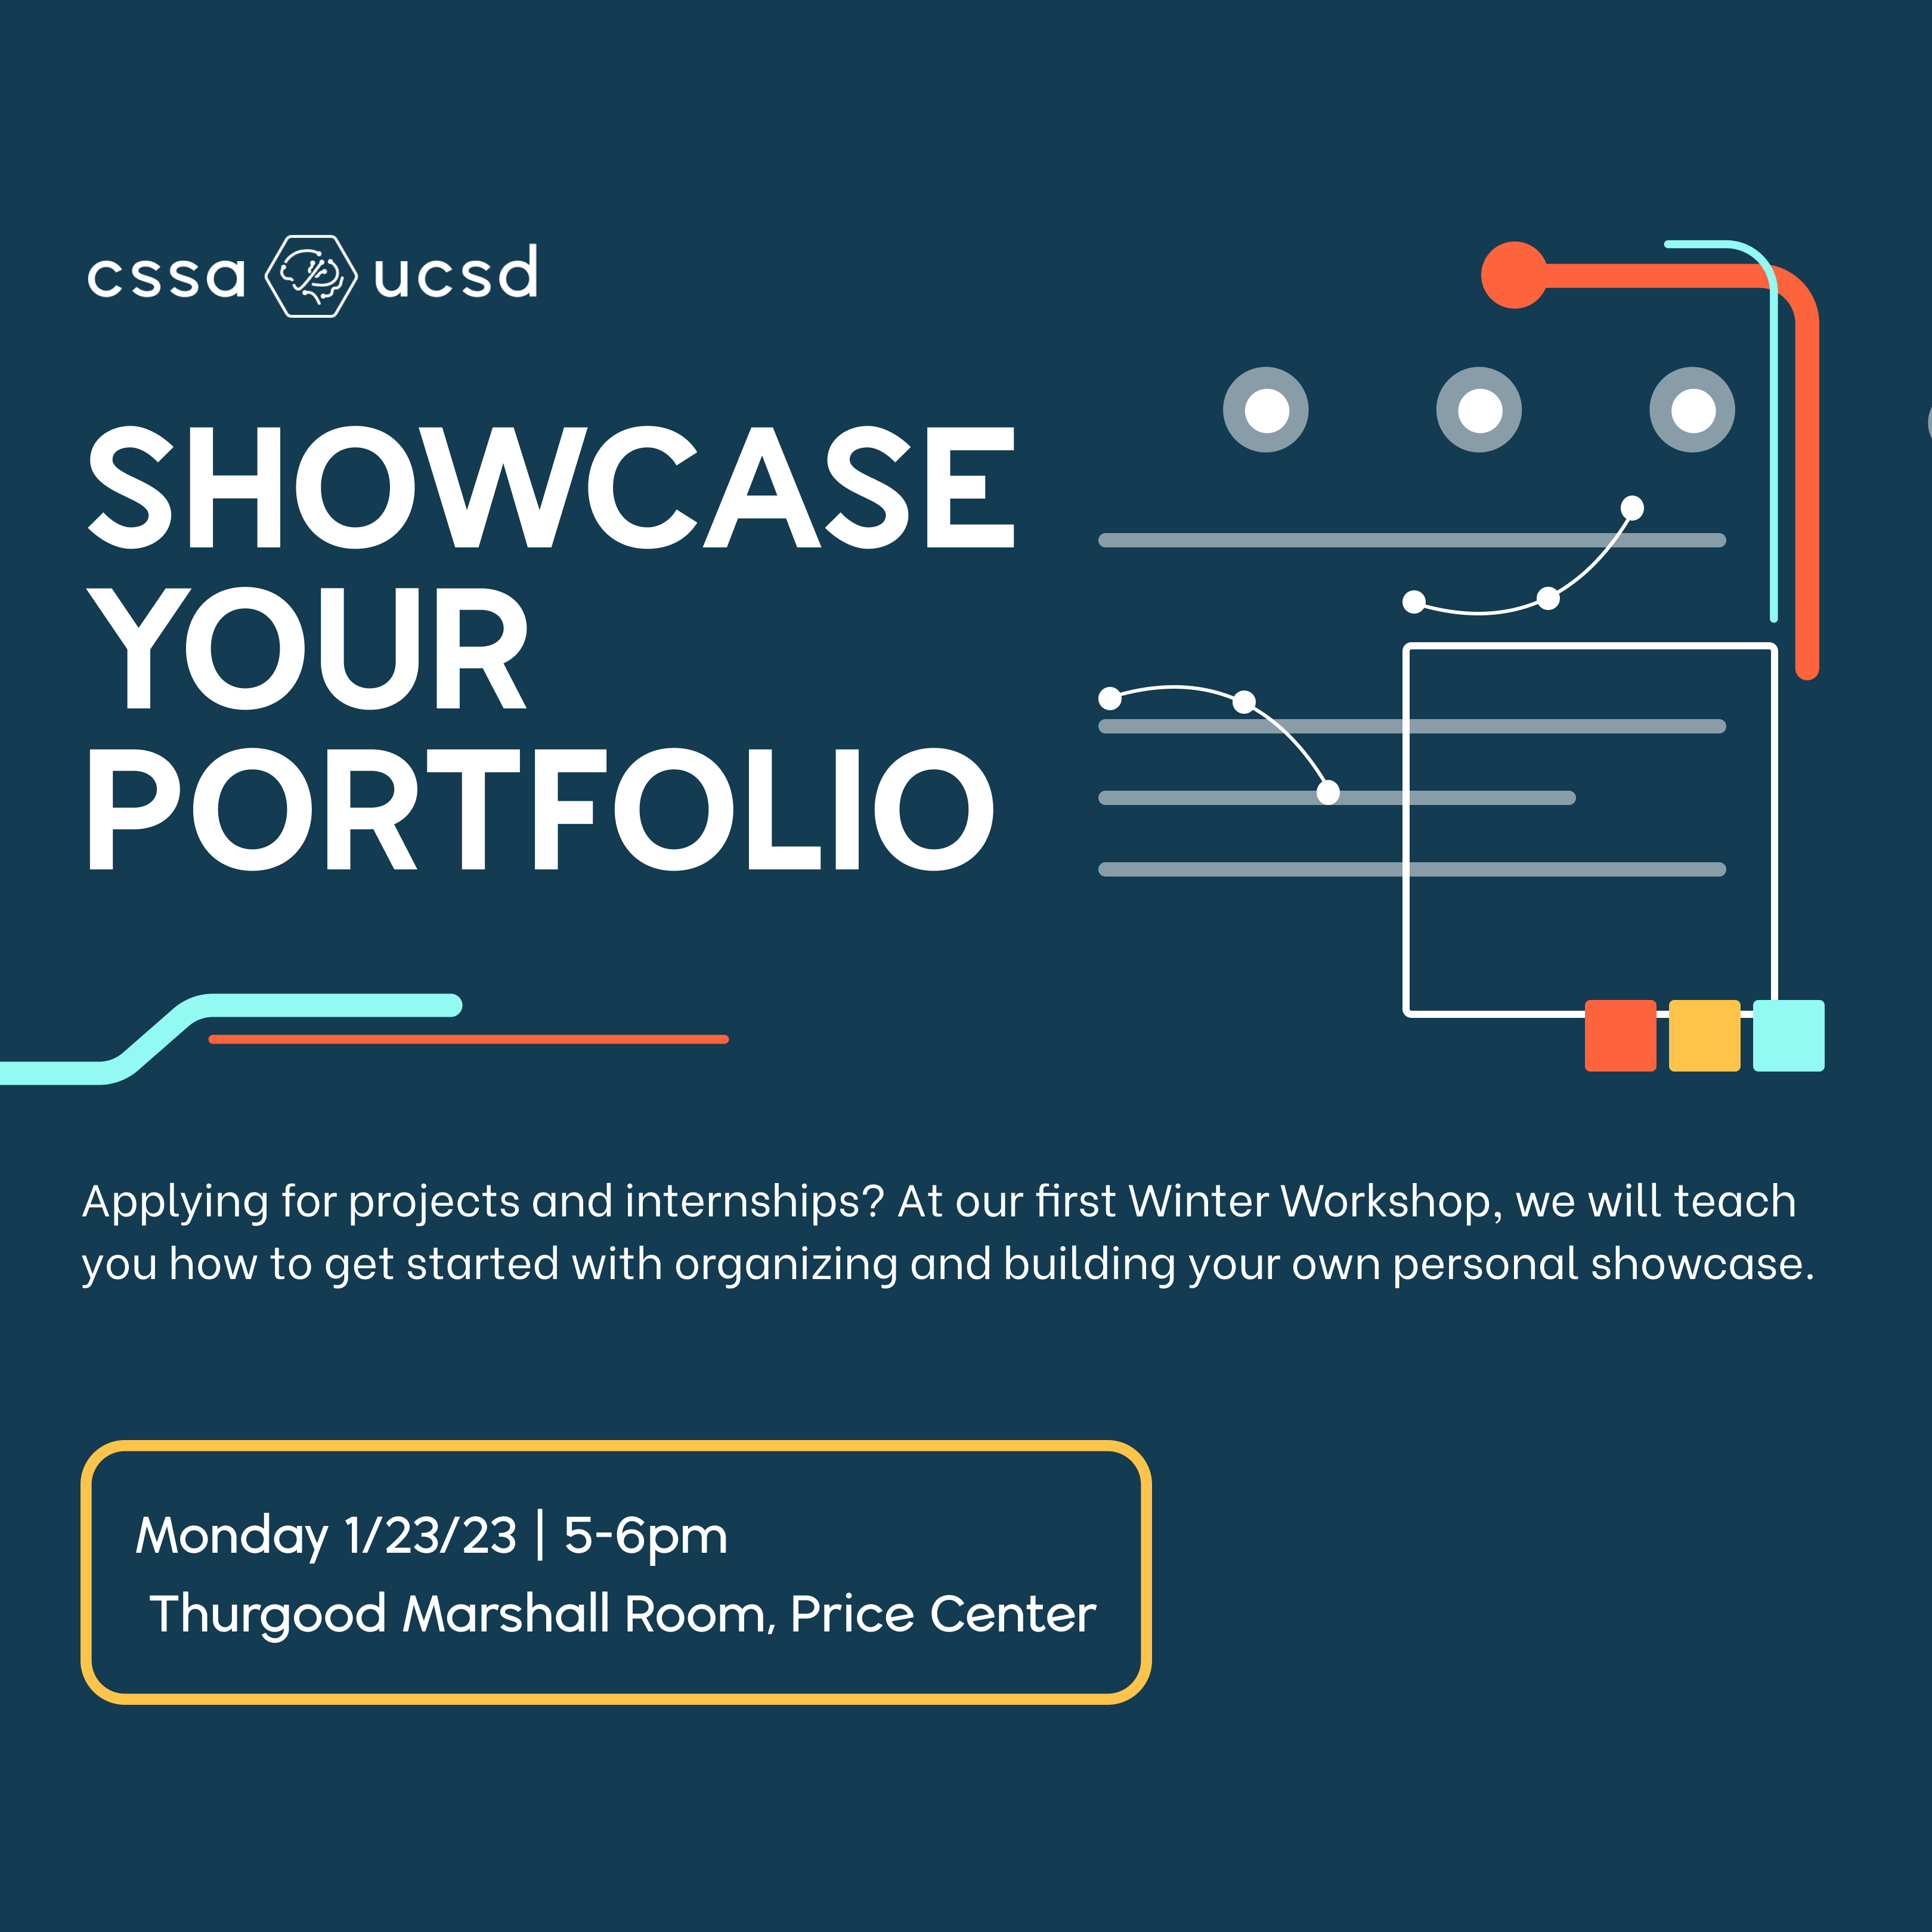 cssa ucsd
SHOWCASE
YOUR
PORTFOLIO
Applying for projects and internships? At our first Winter Workshop, we will teach
you how to get started with organizing and building your own personal showcase.
Monday 1/23/23 | 5-6pm
Thurgood Marshall Room, Price Center